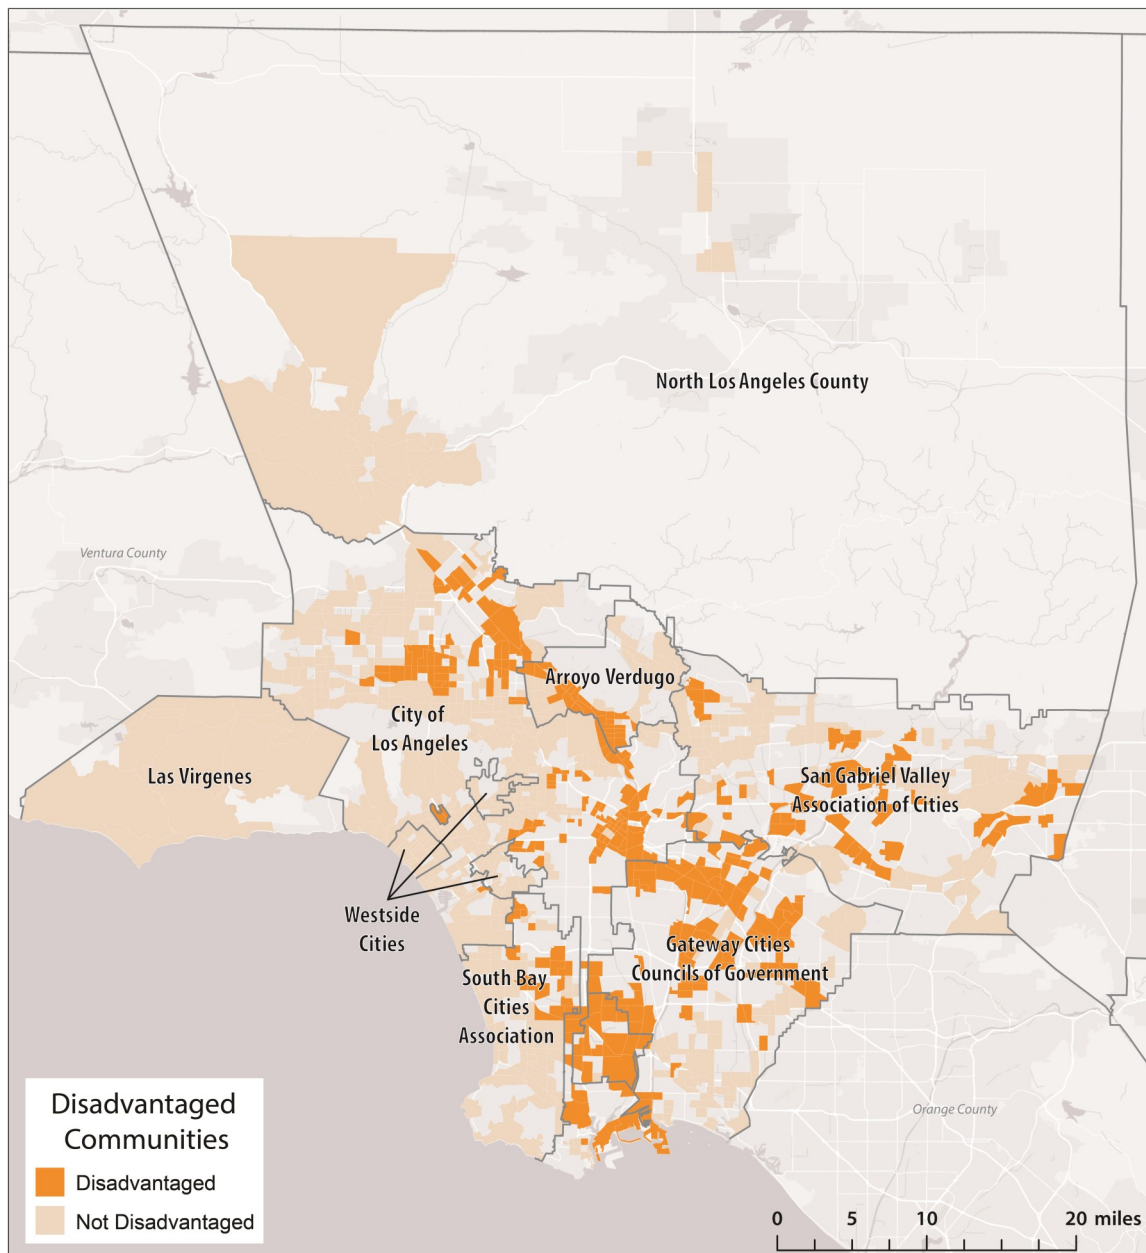 North Los Angeles County
Ventura County
Arroyo Verdugo
City of
Los Angeles
Las Virgenes
San Gabriel Valley
Association of Cities
Westside
Cities
Gateway Cities
Councils of Government
South Bay
Cities
Association
Orange County
Disadvantaged
Communities
Disadvantaged
Not Disadvantaged
0 5 10 20 miles